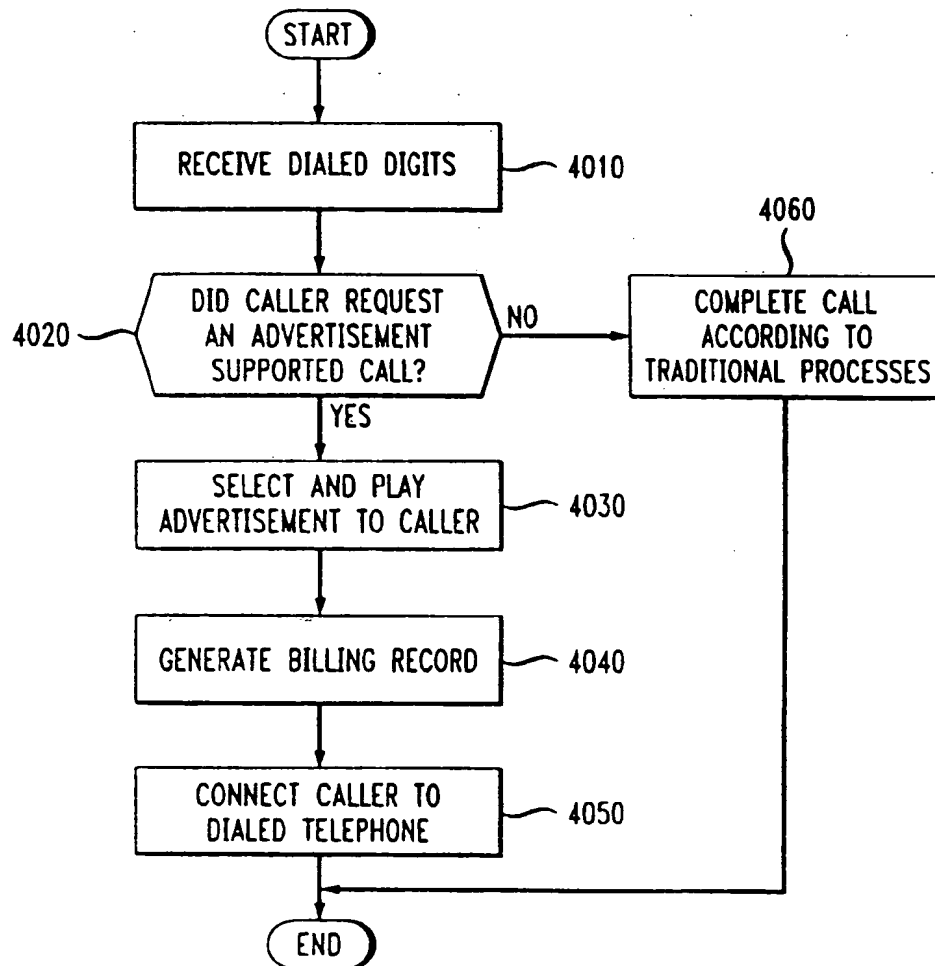 START
RECEIVE DIALED DIGITS
4010
4060
4020
DID CALLER REQUEST
AN ADVERTISEMENT
SUPPORTED CALL?
NO
COMPLETE CALL
ACCORDING TO
TRADITIONAL PROCESSES
YES
SELECT AND PLAY
ADVERTISEMENT TO CALLER
4030
GENERATE BILLING RECORD
4040
CONNECT CALLER TO
DIALED TELEPHONE
4050
END